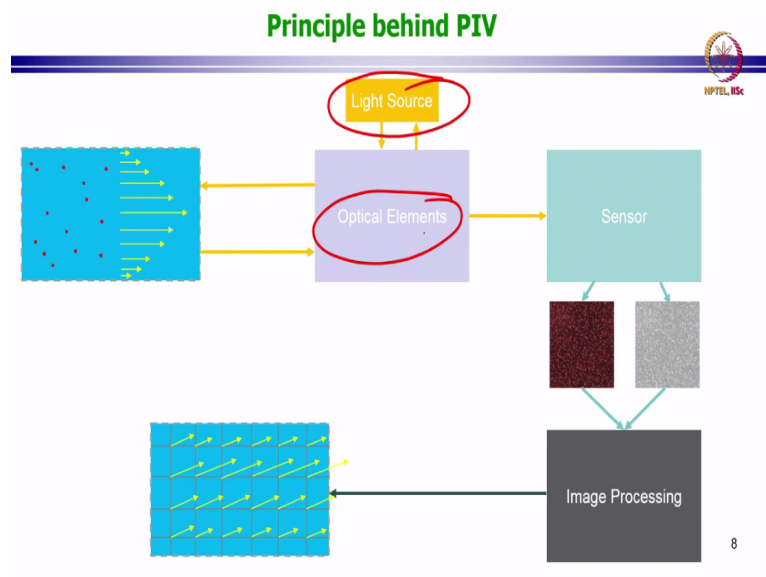 Principle behind PIV
NPTEL, IISc
Light Source
Optical Elements
Sensor
Image Processing
8